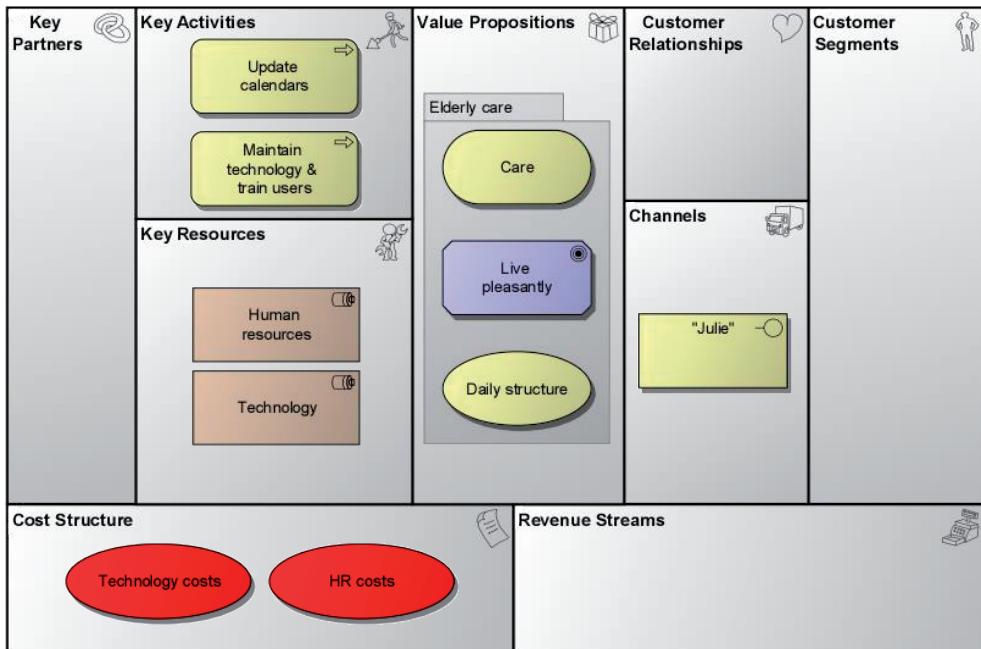 Key
Partners
Key Activities
Update
calendars
Maintain
technology &
train users
Key Resources
Human
resources
Technology
Value Propositions
Elderly care
Care
Live
pleasantly
Daily structure
Customer
Relationships
Channels
"Julie"
Customer
Segments
Cost Structure
Technology costs
HR costs
Revenue Streams